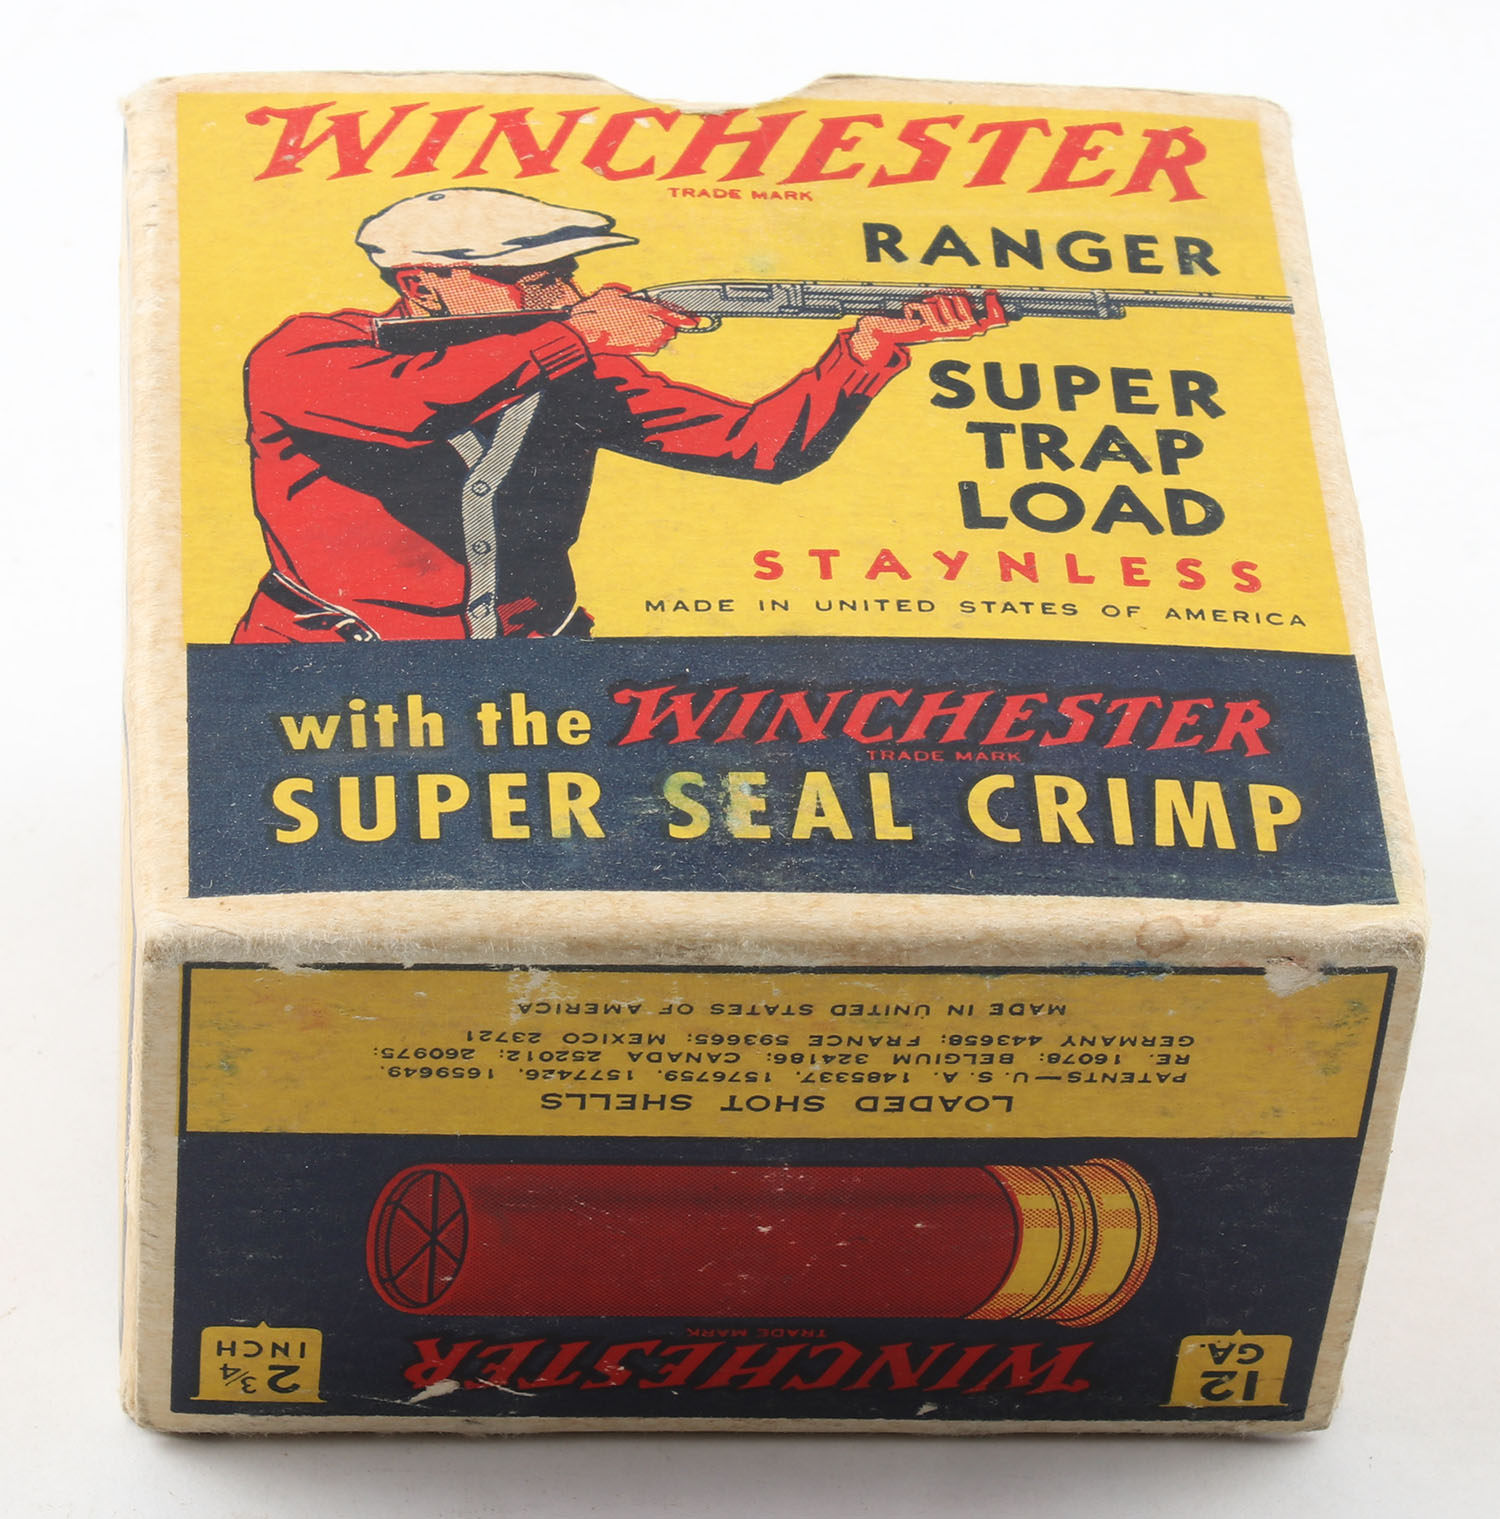 WINCHESTER
TRADE MARK
RANGER
SUPER
TRAP
LOAD
STAYNLESS
MADE IN UNITED STATES OF AMERICA
with the WINCHESTER
TRADE MARK
SUPER SEAL CRIMP
12
GA.
WINCHESTER
TRADE MARK
2 3/4
INCH
LOADED SHOT SHELLS
PATENTS—U.S.A. 1485337, 1576759, 1577426, 1659649,
RE. 16078; BELGIUM 324186; CANADA 252012; 260975;
GERMANY 443658; FRANCE 593665; MEXICO 23721
MADE IN UNITED STATES OF AMERICA